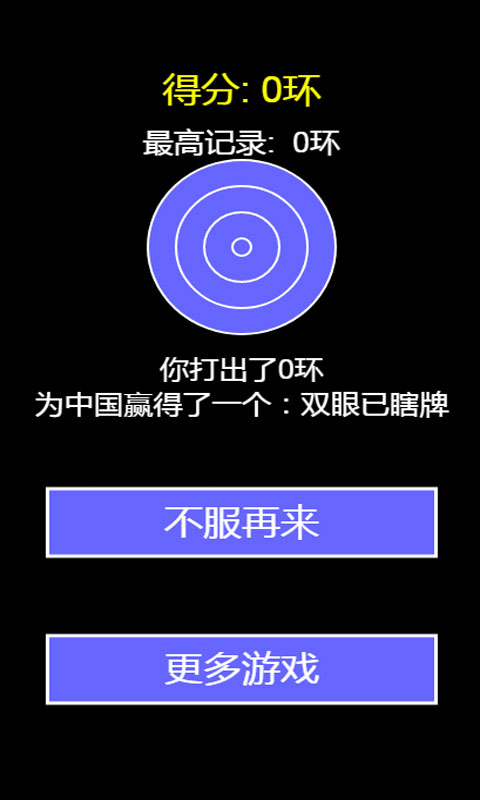 得分: 0环
最高记录: 0环
你打出了0环
为中国赢得了一个：双眼已瞎牌
不服再来
更多游戏